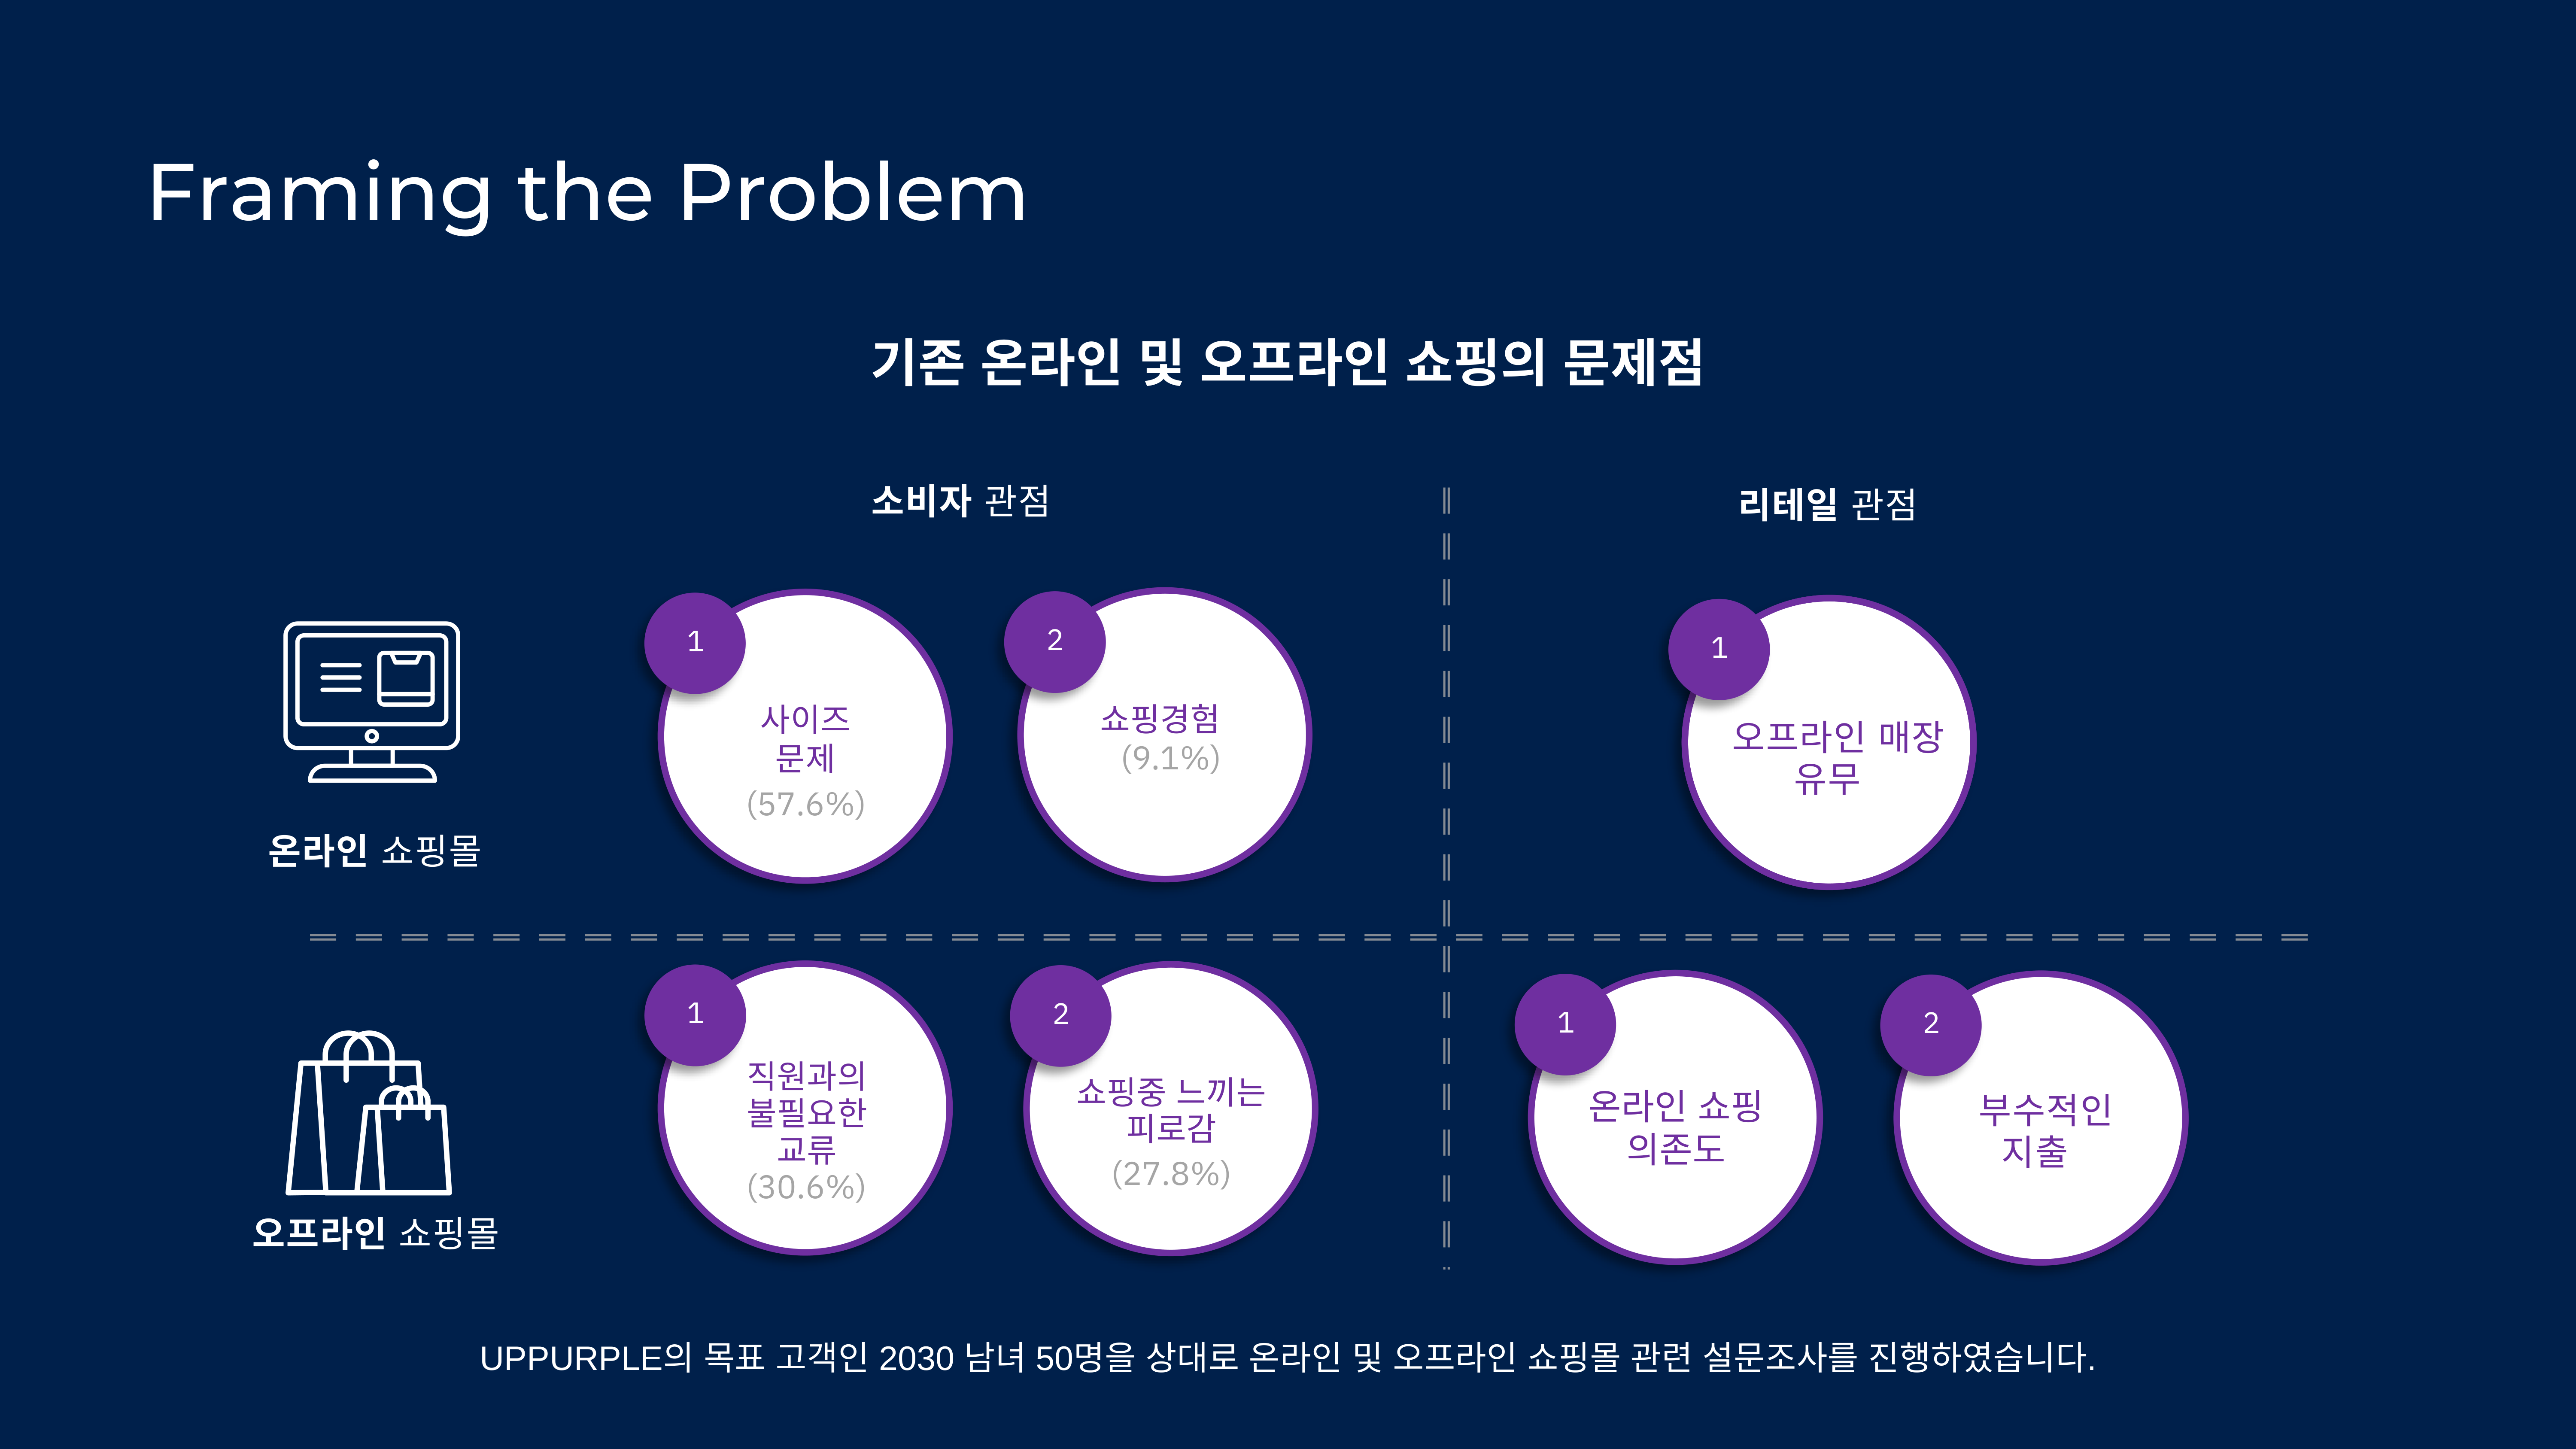 Framing the Problem
기존 온라인 및 오프라인 쇼핑의 문제점
소비자 관점
리테일 관점
온라인 쇼핑몰
1
사이즈
문제
(57.6%)
2
쇼핑경험
(9.1%)
1
오프라인 매장
유무
오프라인 쇼핑몰
1
직원과의
불필요한
교류
(30.6%)
2
쇼핑중 느끼는
피로감
(27.8%)
1
온라인 쇼핑
의존도
2
부수적인
지출
UPPURPLE의 목표 고객인 2030 남녀 50명을 상대로 온라인 및 오프라인 쇼핑몰 관련 설문조사를 진행하였습니다.